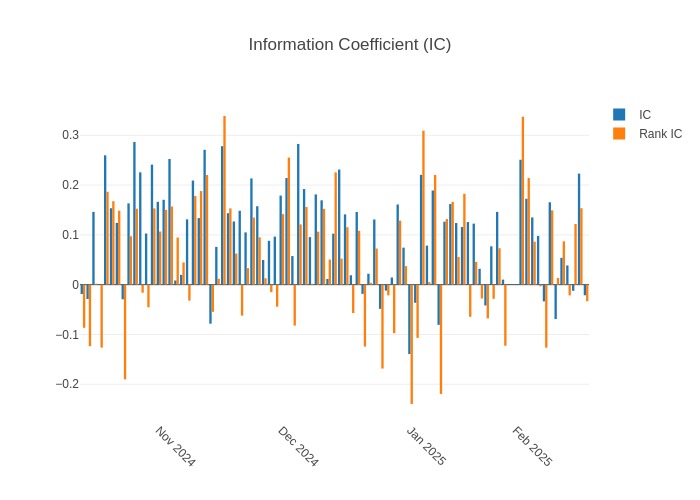 Information Coefficient (IC)
IC
Rank IC
0.3
0.2
0.1
0
−0.1
−0.2
Nov 2024
Dec 2024
Jan 2025
Feb 2025